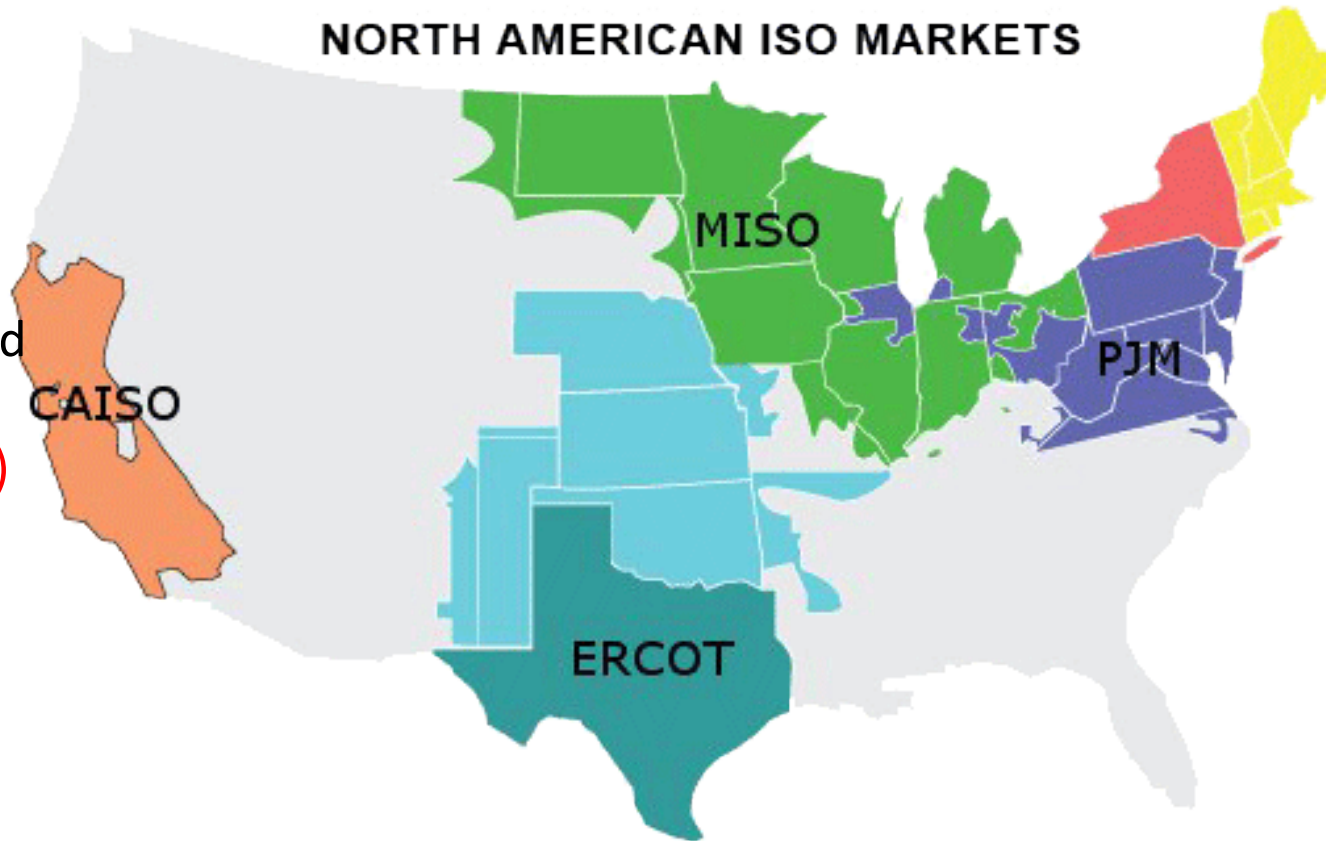 NORTH AMERICAN ISO MARKETS
MISO
d
PJM
CAISO
)
ERCOT